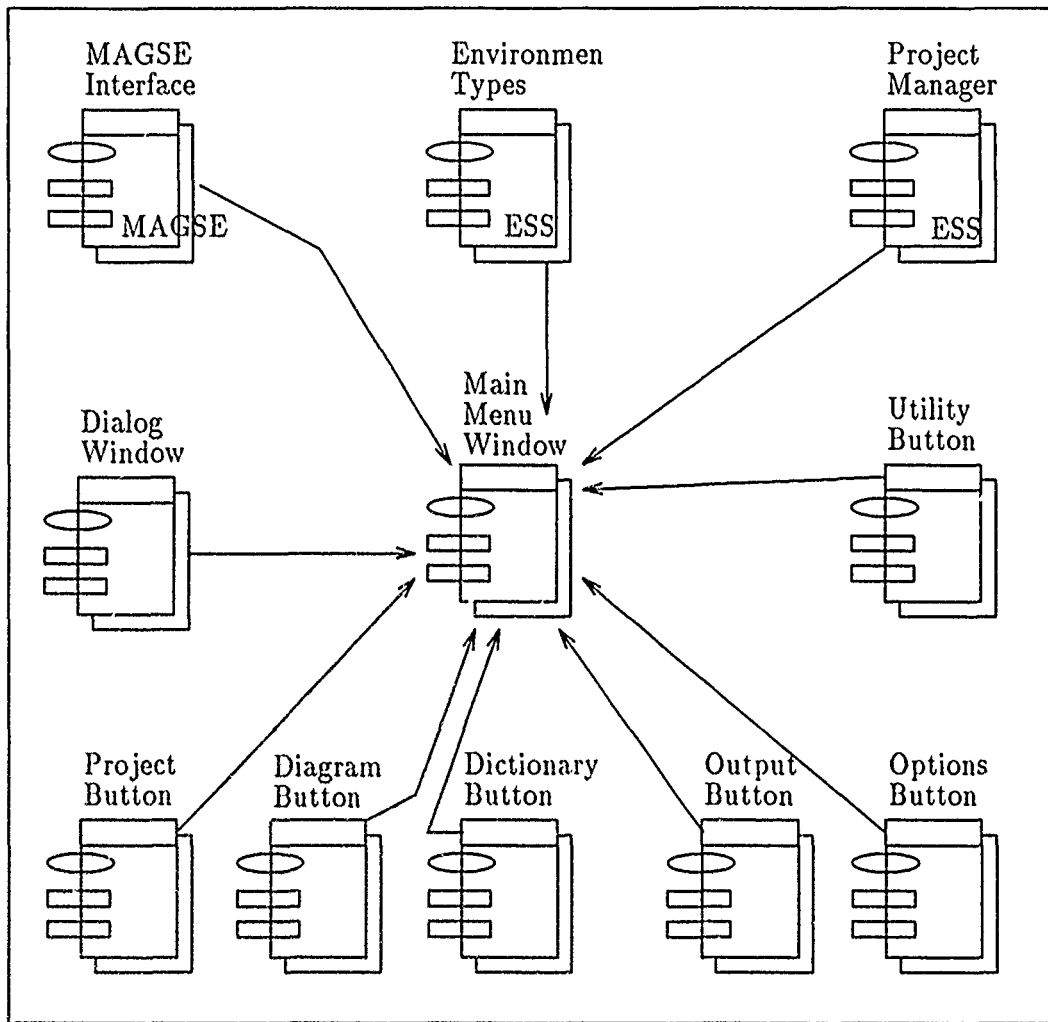 MAGSE
Interface
MAGSE
Environmen
Types
ESS
Project
Manager
ESS
Dialog
Window
Main
Menu
Window
Utility
Button
Project
Button
Diagram
Button
Dictionary
Button
Output
Button
Options
Button